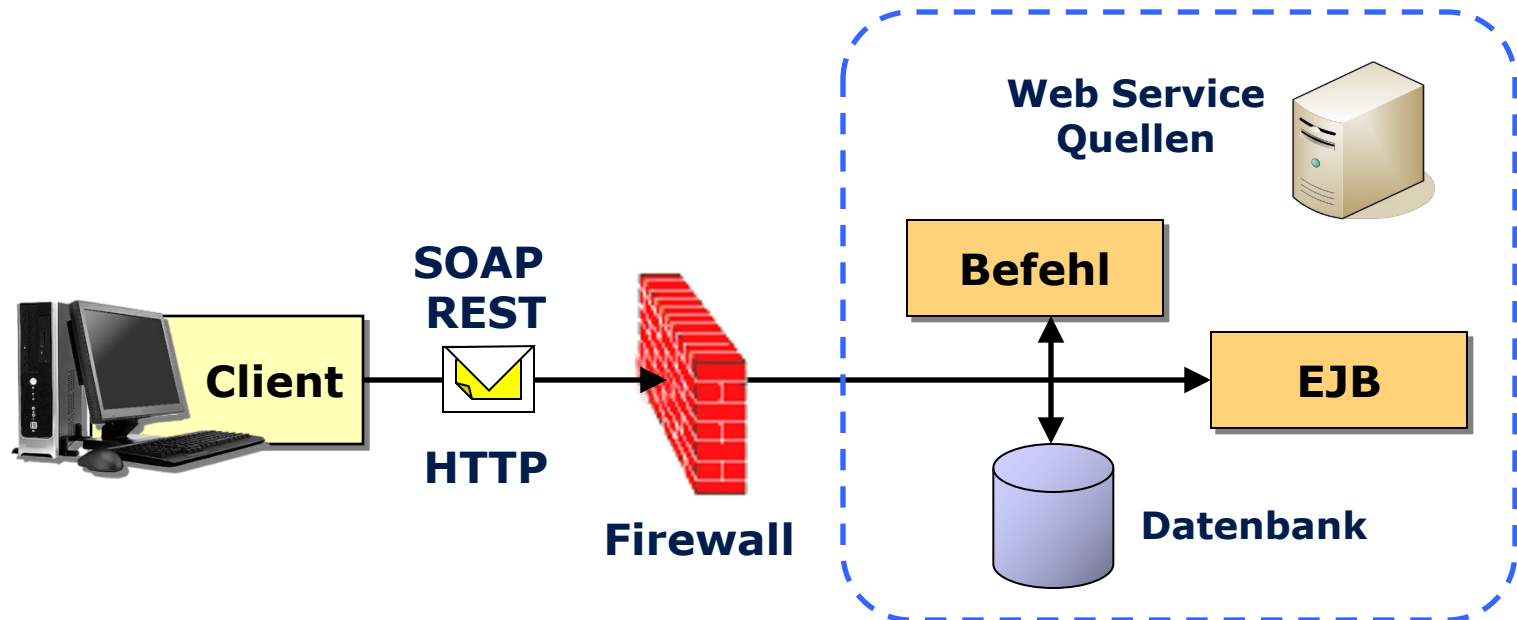 Web Service
Quellen
SOAP
REST
Befehl
Client
EJB
HTTP
Firewall
Datenbank